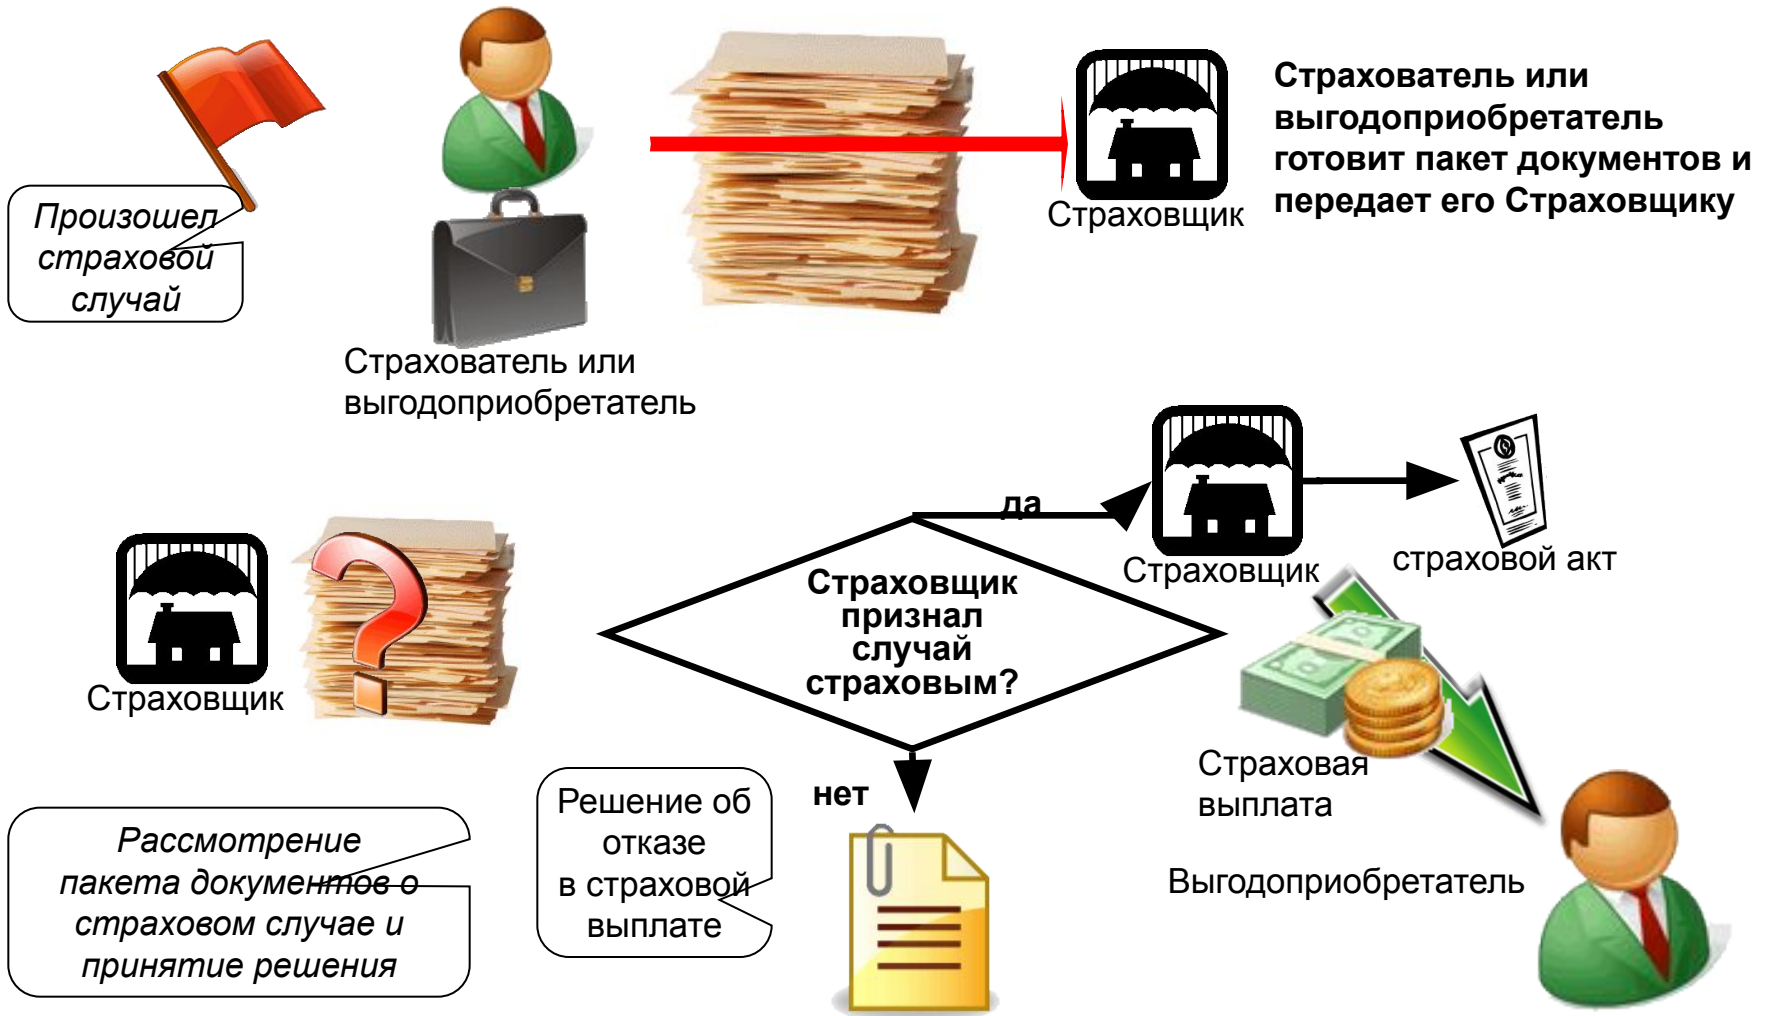 Произошел
страховой
случай
Страхователь или
выгодоприобретатель
Страховщик
Страхователь или
выгодоприобретатель
готовит пакет документов и
передает его Страховщику
Страховщик
Рассмотрение
пакета документов о
страховом случае и
принятие решения
Страховщик
признал
случай
страховым?
да
Страховщик
страховой акт
нет
Решение об
отказе
в страховой
выплате
Страховая
выплата
Выгодоприобретатель